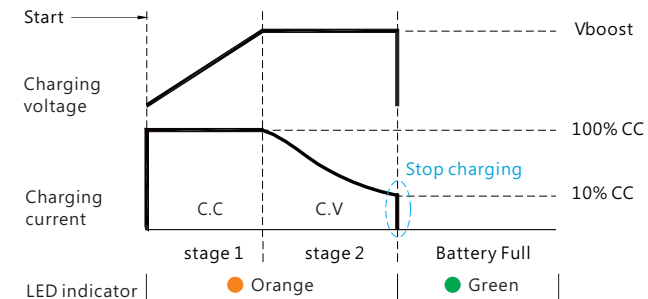 Start
Vboost
Charging
voltage
100% CC
Stop charging
10% CC
Charging
current
C.C
C.V
stage 1
stage 2
Battery Full
LED indicator
Orange
Green